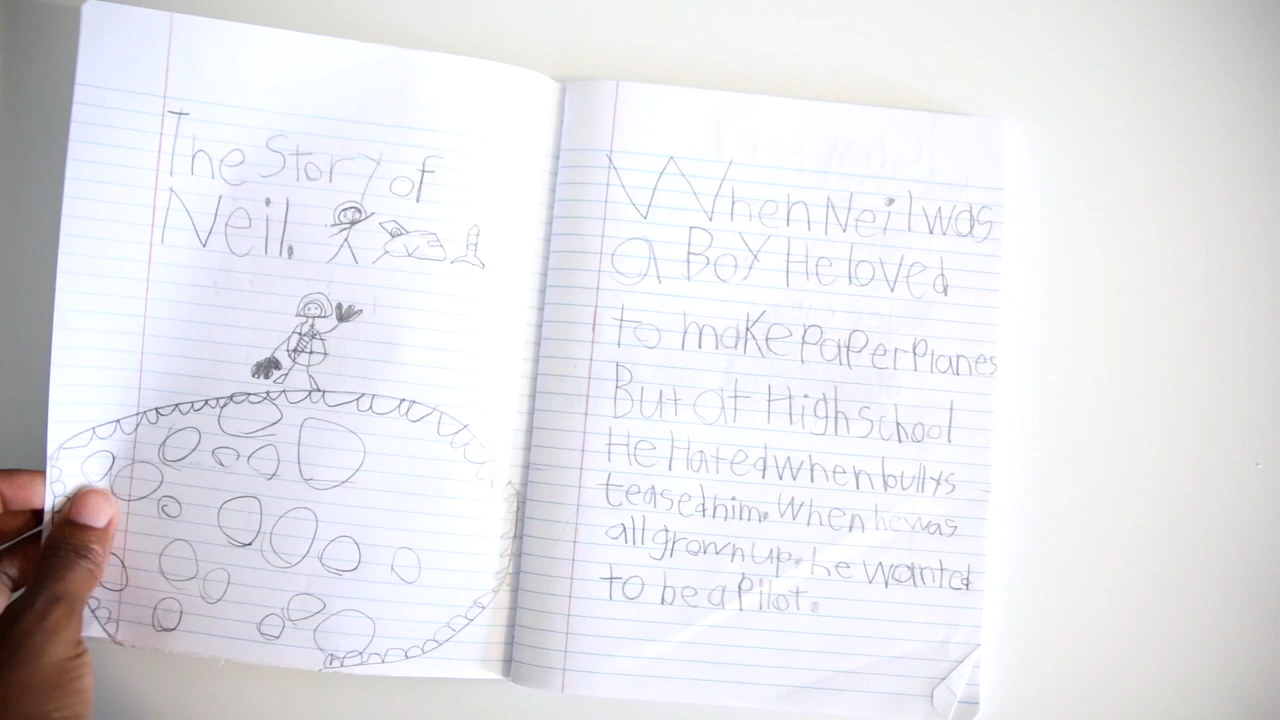 The Story of
Neil.
When Neil was
a Boy He loved
to make PaPer Planes
But at High school
He Hated when bullys
teased him. When he was
all grown up. he wanted
to be a Pilot.